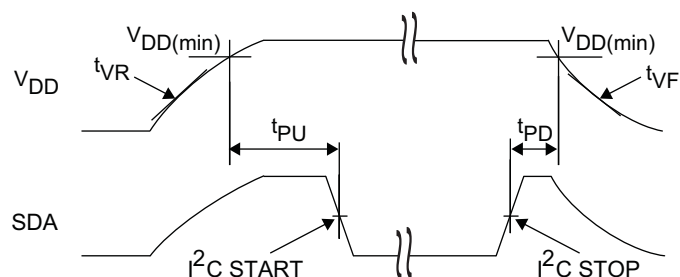 VDD(min) VDD(min)
VDD tVR tVF
tPU tPD
SDA
I²C START I²C STOP